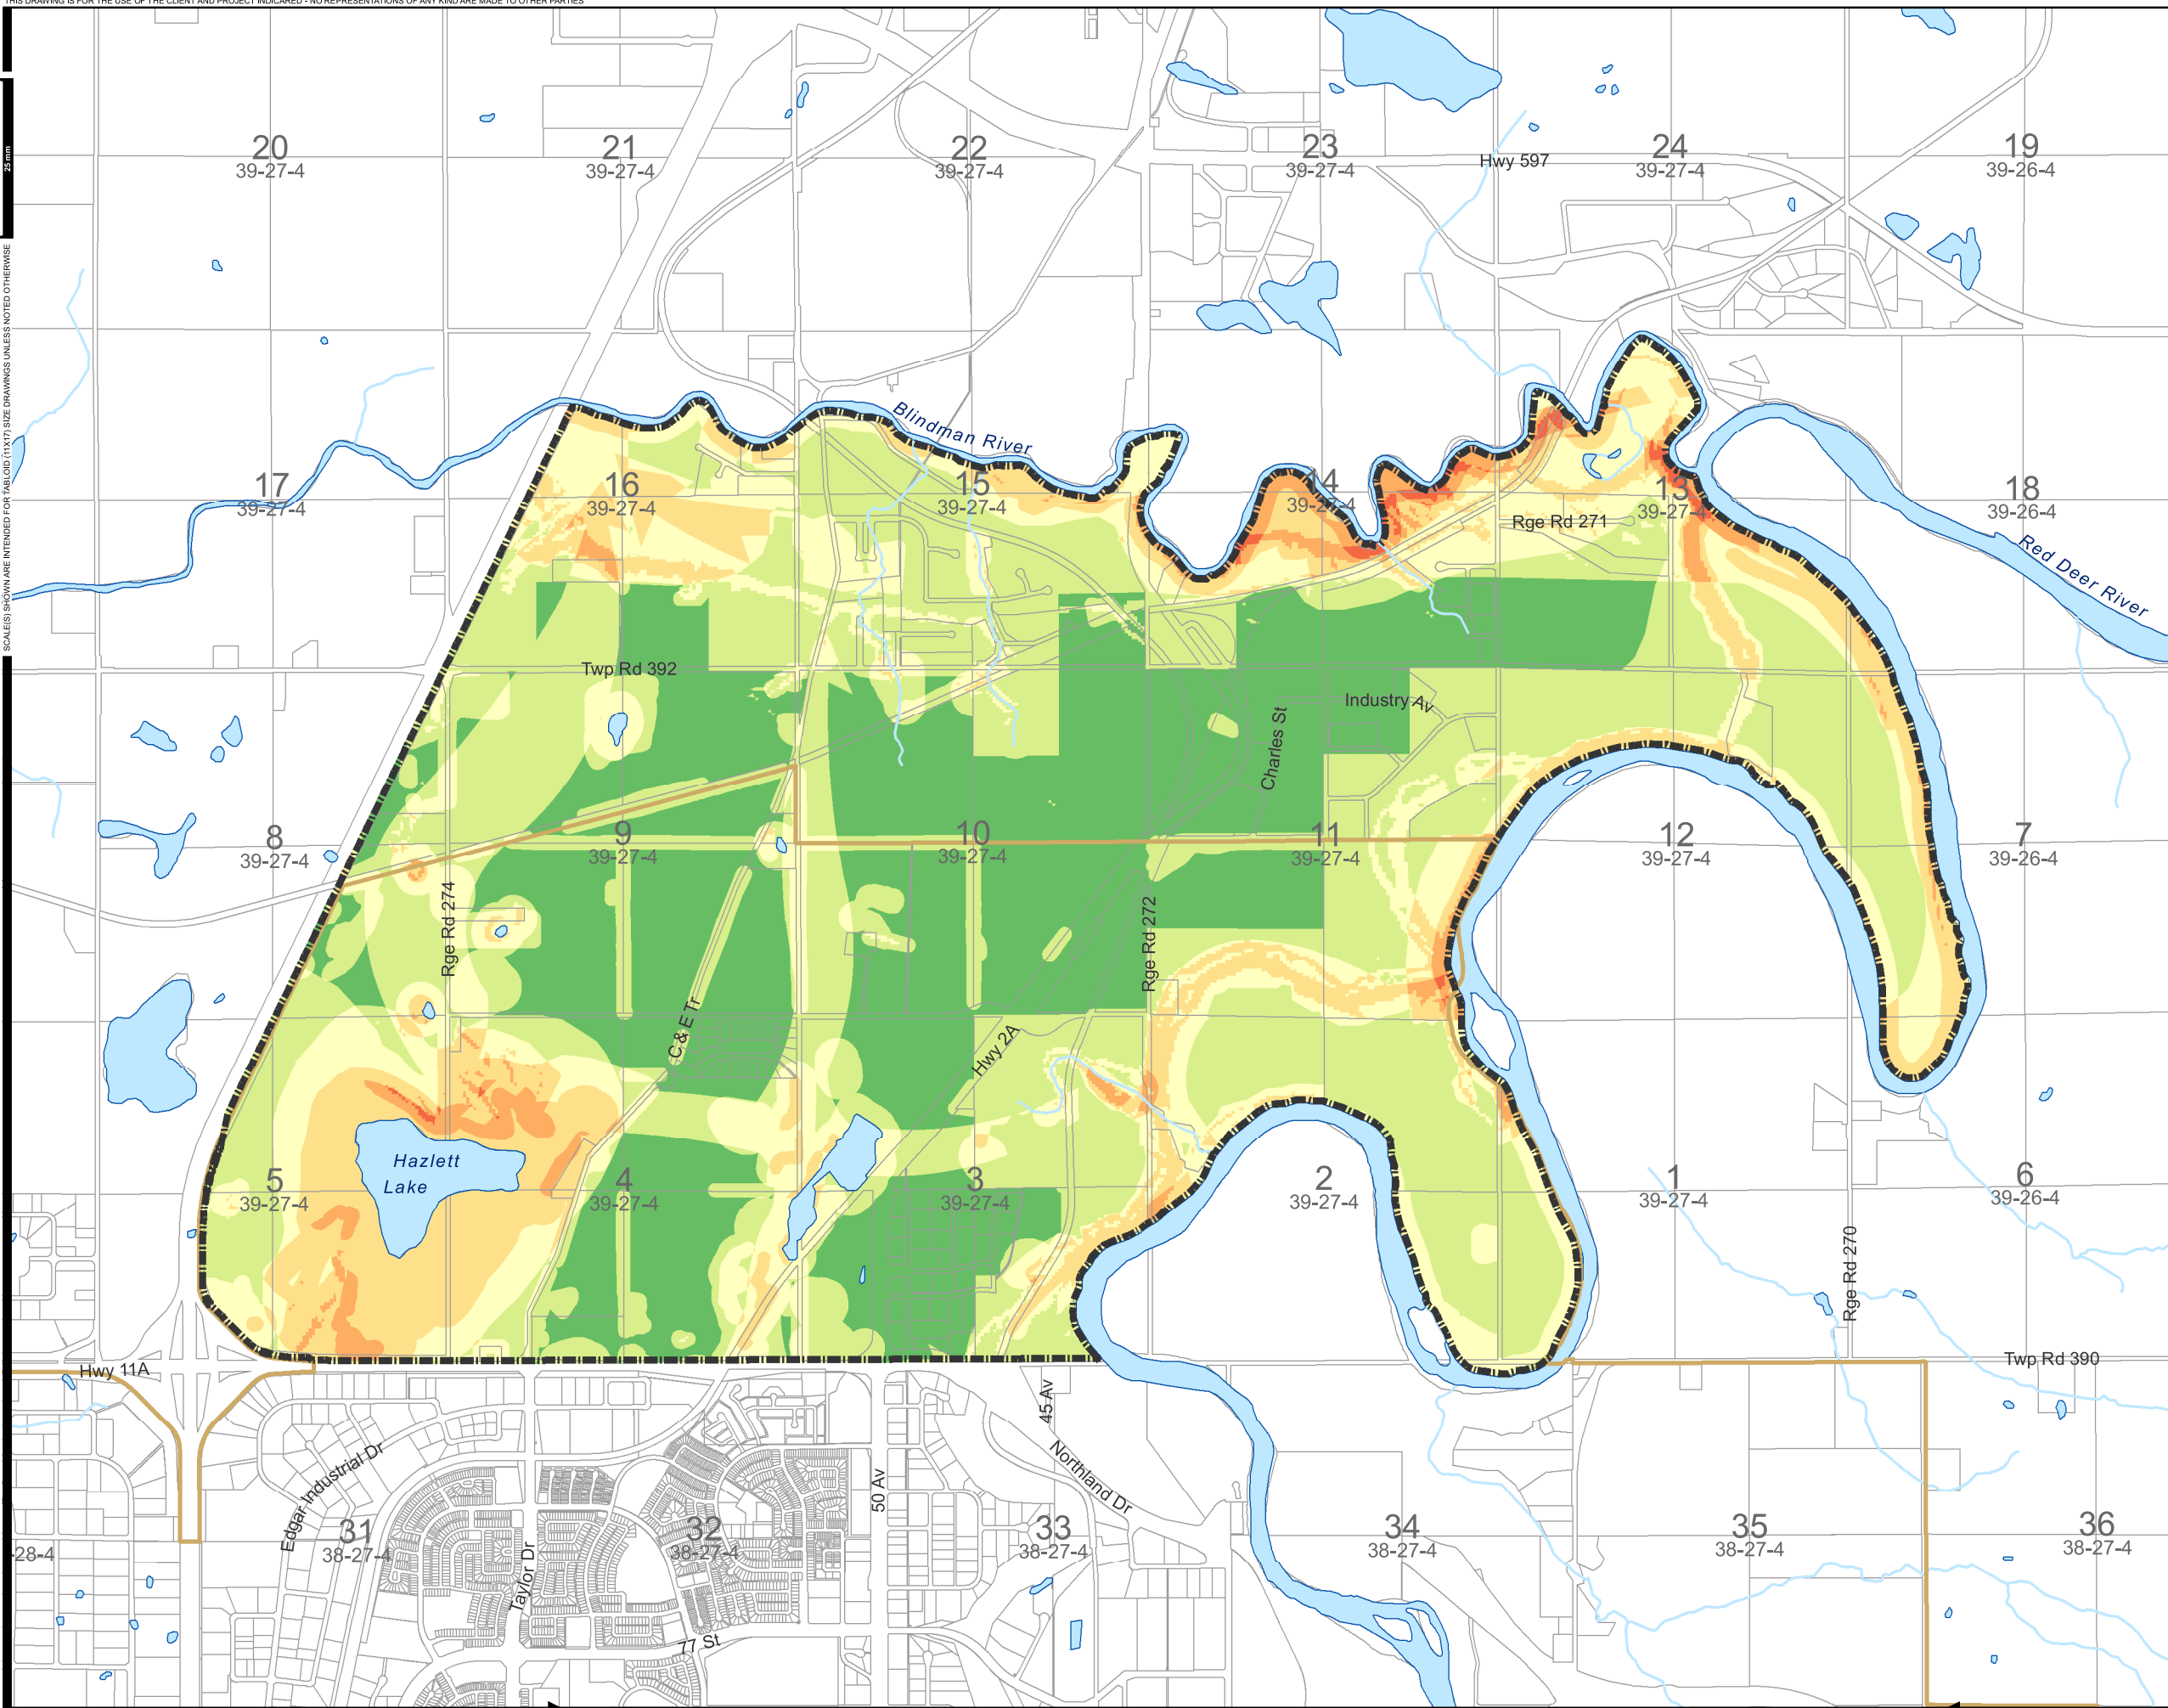 THIS DRAWING IS FOR THE USE OF THE CLIENT AND PROJECT INDICARED - NO REPRESENTATIONS OF ANY KIND ARE MADE TO OTHER PARTIES
25 mm
SCALE(S) SHOWN ARE INTENDED FOR TABLOID (11X17) SIZE DRAWINGS UNLESS NOTED OTHERWISE
20
39-27-4
21
39-27-4
22
39-27-4
23
39-27-4
Hwy 597
24
39-27-4
19
39-26-4
Blindman River
17
39-27-4
16
39-27-4
15
39-27-4
14
39-27-4
13
39-27-4
18
39-26-4
Rge Rd 271
Red Deer River
Twp Rd 392
Industry Av
Charles St
8
39-27-4
9
39-27-4
10
39-27-4
11
39-27-4
12
39-27-4
7
39-26-4
Rge Rd 274
Rge Rd 272
C & E Tr
Hwy 2A
Hazlett
Lake
5
39-27-4
4
39-27-4
3
39-27-4
2
39-27-4
1
39-27-4
6
39-26-4
Rge Rd 270
Hwy 11A
Twp Rd 390
45 Av
Edgar Industrial Dr
Northland Dr
50 Av
-28-4
31
38-27-4
Taylor Dr
32
38-27-4
33
38-27-4
34
38-27-4
35
38-27-4
36
38-27-4
77 St